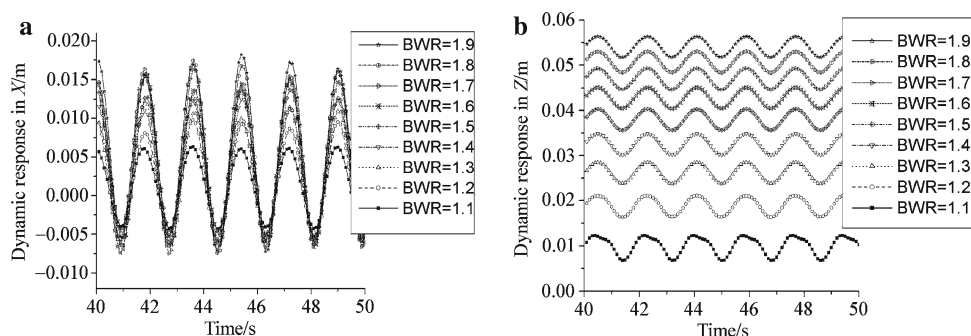 a
Dynamic response in X/m
0.020
0.015
0.010
0.005
0.000
−0.005
−0.010
40 42 44 46 48 50
Time/s
BWR=1.9
BWR=1.8
BWR=1.7
BWR=1.6
BWR=1.5
BWR=1.4
BWR=1.3
BWR=1.2
BWR=1.1
b
Dynamic response in Z/m
0.06
0.05
0.04
0.03
0.02
0.01
0.00
40 42 44 46 48 50
Time/s
BWR=1.9
BWR=1.8
BWR=1.7
BWR=1.6
BWR=1.5
BWR=1.4
BWR=1.3
BWR=1.2
BWR=1.1